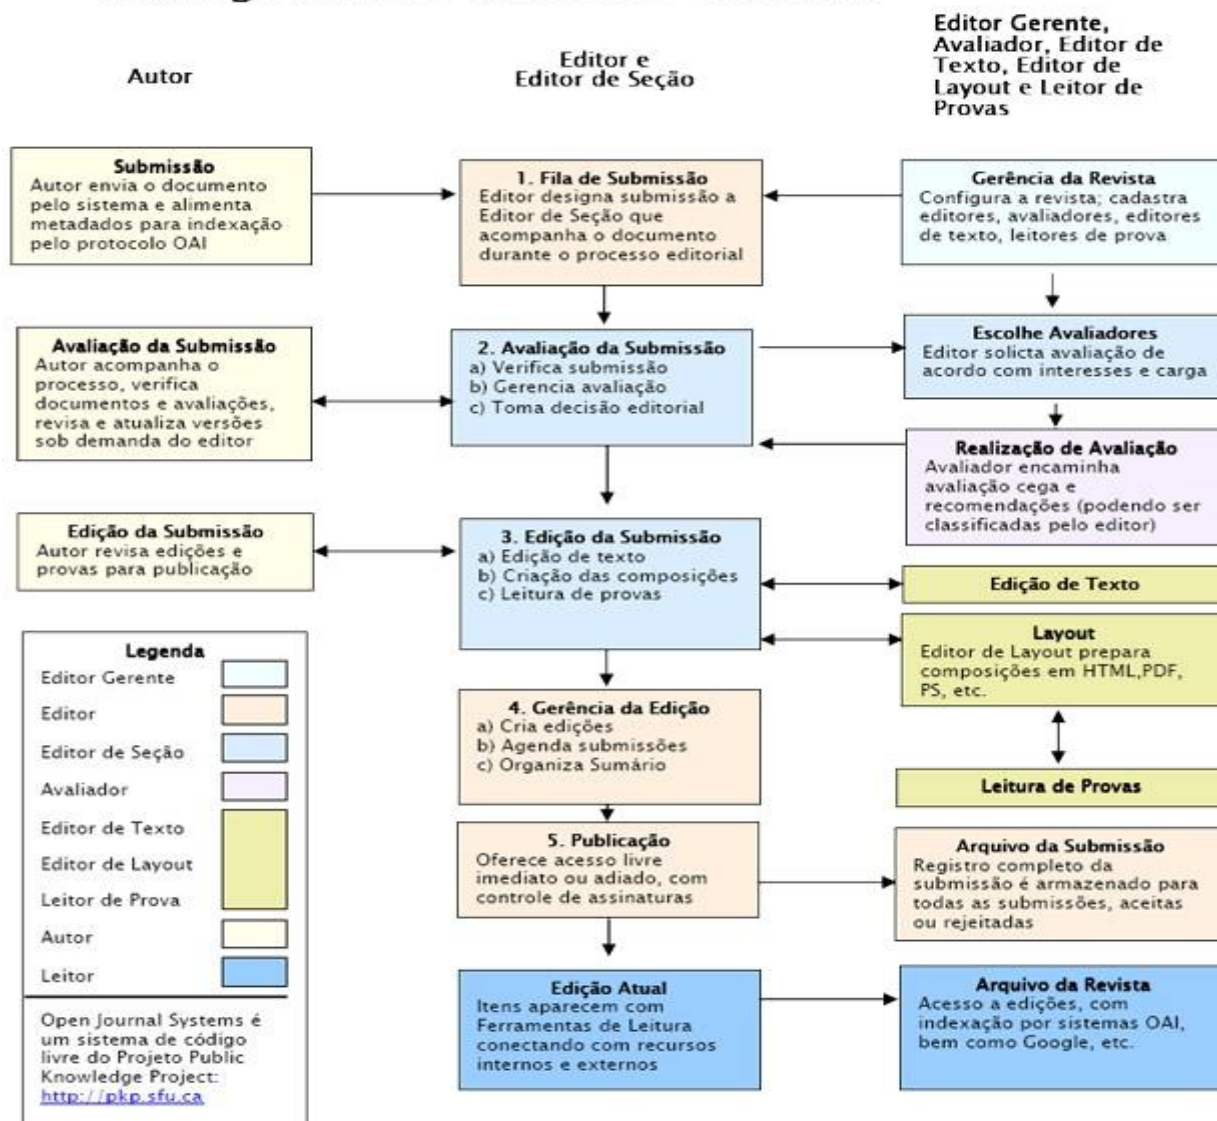 Autor
Editor e
Editor de Seção
Editor Gerente,
Avaliador, Editor de
Texto, Editor de
Layout e Leitor de
Provas
Submissão
Autor envia o documento
pelo sistema e alimenta
metadados para indexação
pelo protocolo OAI
1. Fila de Submissão
Editor designa submissão a
Editor de Seção que
acompanha o documento
durante o processo editorial
Gerência da Revista
Configura a revista; cadastra
editores, avaliadores, editores
de texto, leitores de prova
Avaliação da Submissão
Autor acompanha o
processo, verifica
documentos e avaliações,
revisa e atualiza versões
sob demanda do editor
2. Avaliação da Submissão
a) Verifica submissão
b) Gerencia avaliação
c) Toma decisão editorial
Escolhe Avaliadores
Editor solicta avaliação de
acordo com interesses e carga
Realização de Avaliação
Avaliador encaminha
avaliação cega e
recomendações (podendo ser
classificadas pelo editor)
Edição da Submissão
Autor revisa edições e
provas para publicação
3. Edição da Submissão
a) Edição de texto
b) Criação das composições
c) Leitura de provas
Edição de Texto
Layout
Editor de Layout prepara
composições em HTML,PDF,
PS, etc.
Leitura de Provas
4. Gerência da Edição
a) Cria edições
b) Agenda submissões
c) Organiza Sumário
5. Publicação
Oferece acesso livre
imediato ou adiado, com
controle de assinaturas
Arquivo da Submissão
Registro completo da
submissão é armazenado para
todas as submissões, aceitas
ou rejeitadas
Edição Atual
Itens aparecem com
Ferramentas de Leitura
conectando com recursos
internos e externos
Arquivo da Revista
Acesso a edições, com
indexação por sistemas OAI,
bem como Google, etc.
Legenda
Editor Gerente
Editor
Editor de Seção
Avaliador
Editor de Texto
Editor de Layout
Leitor de Prova
Autor
Leitor
Open Journal Systems é
um sistema de código
livre do Projeto Public
Knowledge Project:
http://pkp.sfu.ca